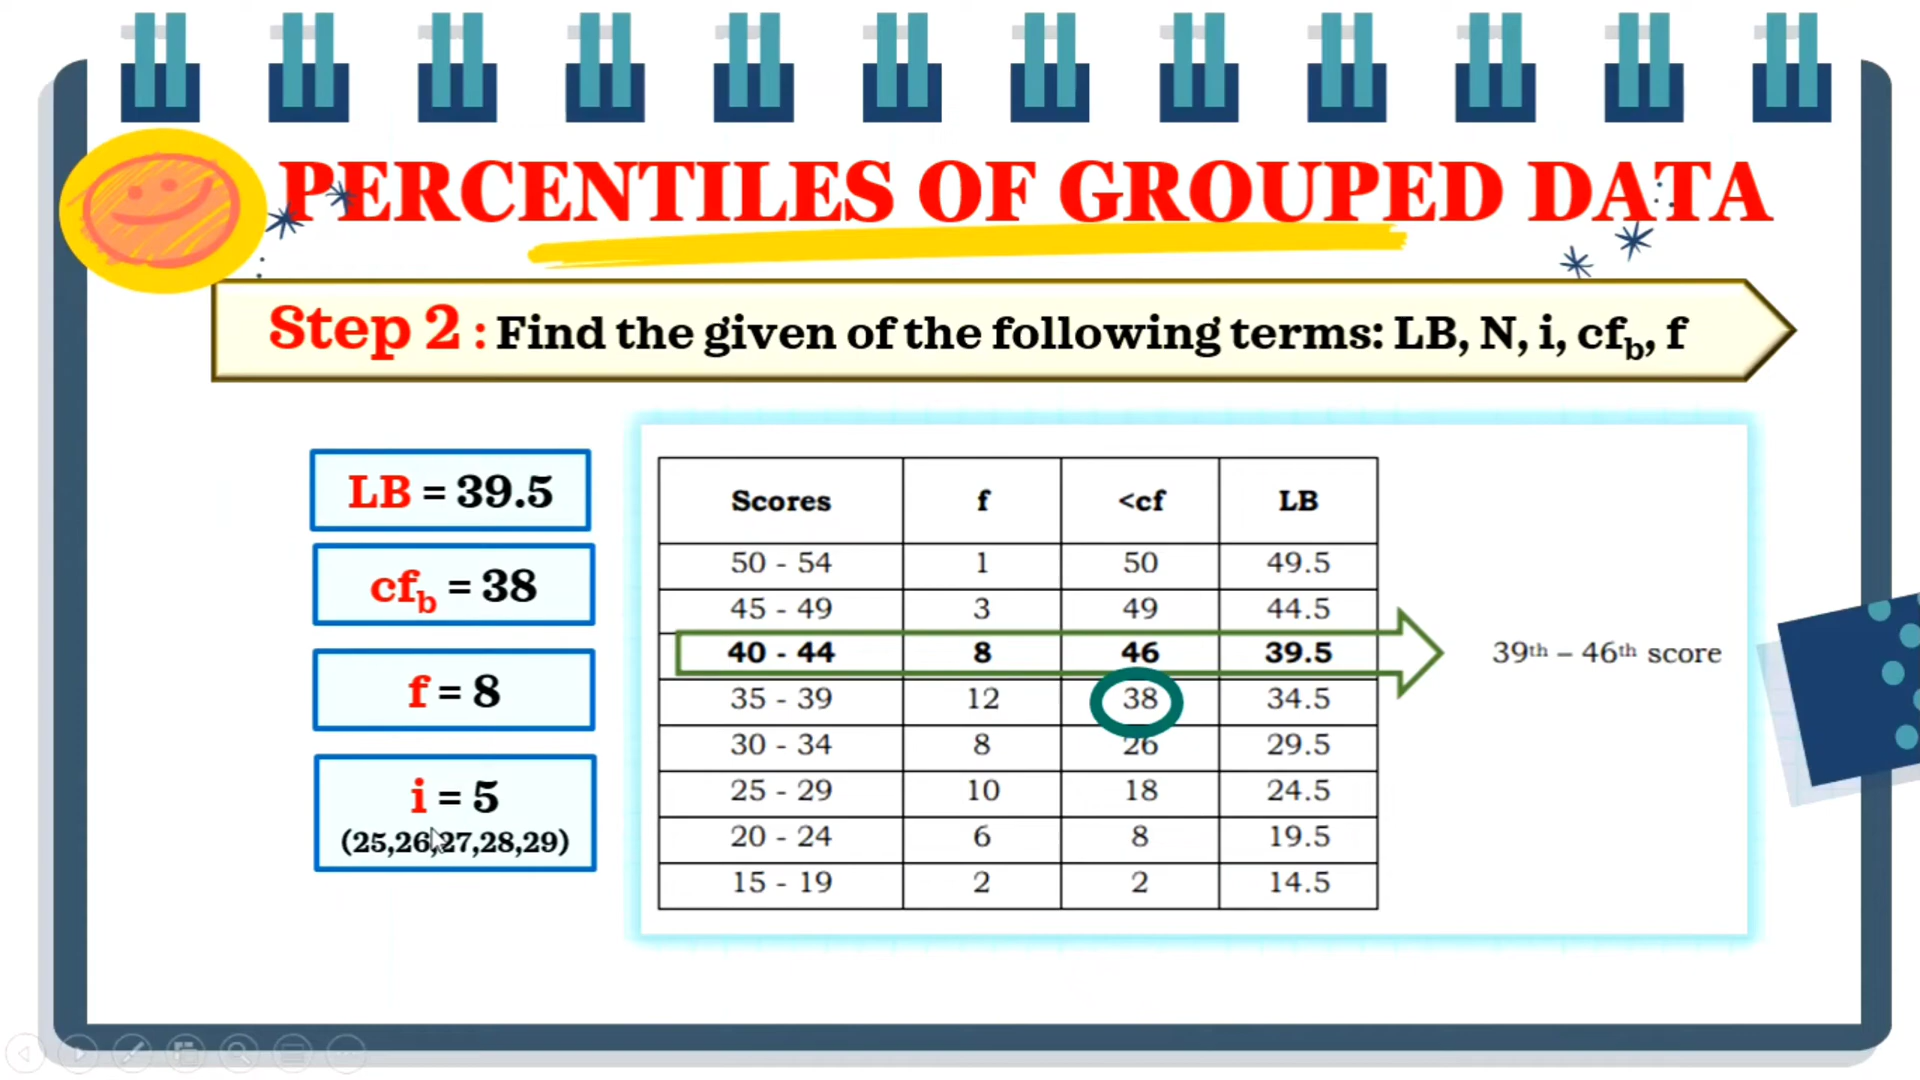 PERCENTILES OF GROUPED DATA
Step 2 : Find the given of the following terms: LB, N, i, cfb, f
LB = 39.5
cfb = 38
f = 8
i = 5
(25,26,27,28,29)
Scores f <cf LB
50 - 54 1 50 49.5
45 - 49 3 49 44.5
40 - 44 8 46 39.5
35 - 39 12 38 34.5
30 - 34 8 26 29.5
25 - 29 10 18 24.5
20 - 24 6 8 19.5
15 - 19 2 2 14.5
39th – 46th score